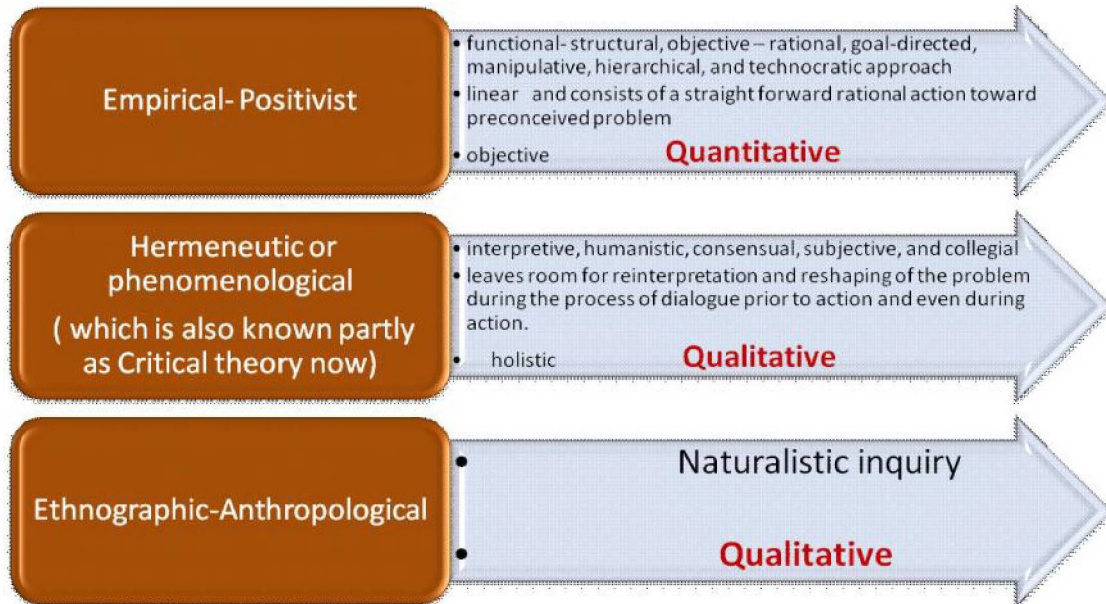 Empirical- Positivist
• functional- structural, objective – rational, goal-directed,
manipulative, hierarchical, and technocratic approach
• linear and consists of a straight forward rational action toward
preconceived problem
• objective Quantitative
Hermeneutic or
phenomenological
( which is also known partly
as Critical theory now)
• interpretive, humanistic, consensual, subjective, and collegial
• leaves room for reinterpretation and reshaping of the problem
during the process of dialogue prior to action and even during
action.
• holistic Qualitative
Ethnographic-Anthropological
• Naturalistic inquiry
• Qualitative